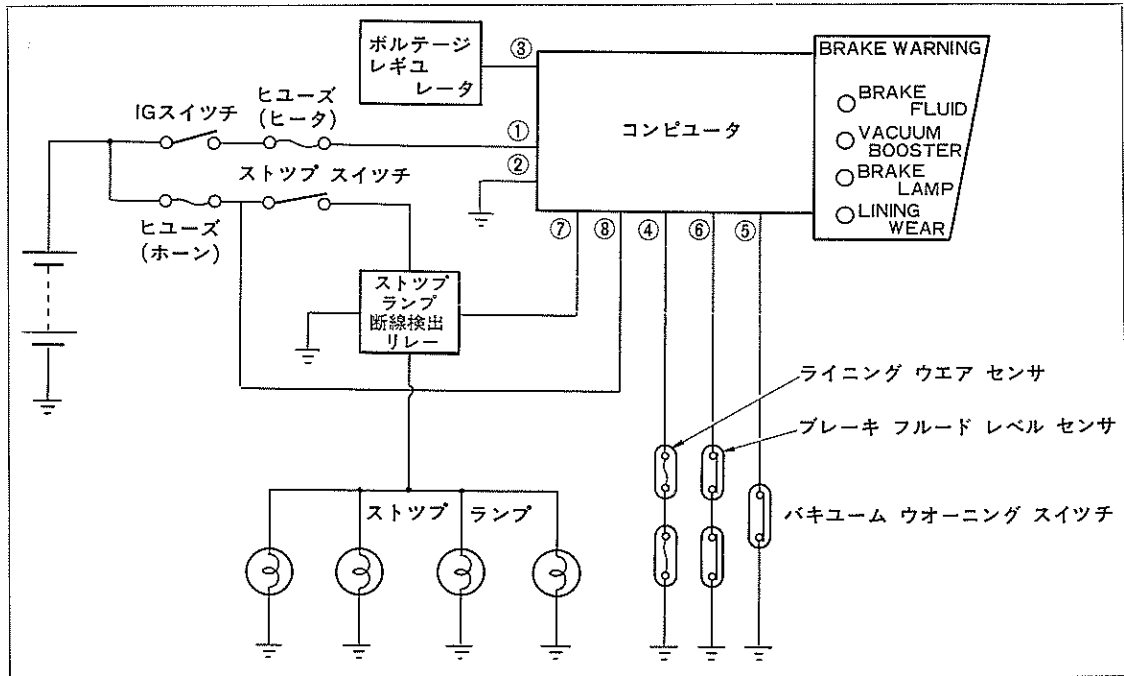 ボルテージ
レギユ
レータ
③
BRAKE WARNING
BRAKE
FLUID
VACUUM
BOOSTER
BRAKE
LAMP
LINING
WEAR
コンピユータ
IGスイツチ
ヒユーズ
(ヒータ)
①
②
ストツプ スイツチ
ヒユーズ
(ホーン)
⑦
⑧
④
⑥
⑤
ストツプ
ランプ
断線検出
リレー
ライニング ウエア センサ
ブレーキ フルード レベル センサ
ストツプ ランプ
バキユーム ウオーニング スイツチ